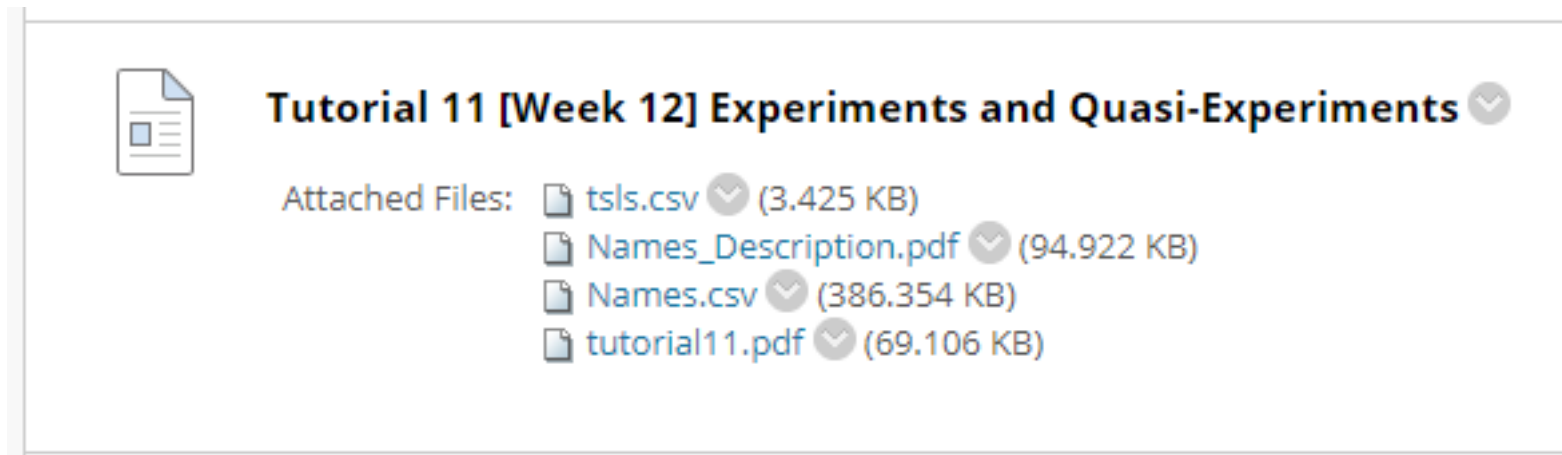 Tutorial 11 [Week 12] Experiments and Quasi-Experiments
Attached Files: tsls.csv (3.425 KB)
Names_Description.pdf (94.922 KB)
Names.csv (386.354 KB)
tutorial11.pdf (69.106 KB)